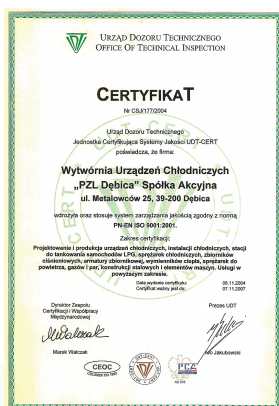 URZĄD DOZORU TECHNICZNEGO
OFFICE OF TECHNICAL INSPECTION
CERTYFIKAT
Nr CSJ/177/2004
Urząd Dozoru Technicznego
Jednostka Certyfikująca Systemy Jakości UDT-CERT
poświadcza, że firma:
Wytwórnia Urządzeń Chłodniczych
„PZL Dębica” Spółka Akcyjna
ul. Metalowców 25, 39-200 Dębica
wdrożyła oraz stosuje system zarządzania jakością zgodny z normą
PN-EN ISO 9001:2001.
Zakres certyfikacji:
Projektowanie i produkcja urządzeń chłodniczych, instalacji chłodniczych, stacji
do tankowania samochodów LPG, sprężarek chłodniczych, zbiorników
ciśnieniowych, armatury zbiornikowej, wymienników ciepła, sprężarek do
powietrza, gazów i par, konstrukcji stalowych i elementów maszyn. Usługi w
powyższym zakresie.
Data wydania certyfikatu: 08.11.2004
Certyfikat ważny jest do: 07.11.2007
Dyrektor Zespołu
Certyfikacji i Współpracy
Międzynarodowej
Prezes UDT
Marek Walczak
Jakubowski
CEOC
UDT-CERT
PCA